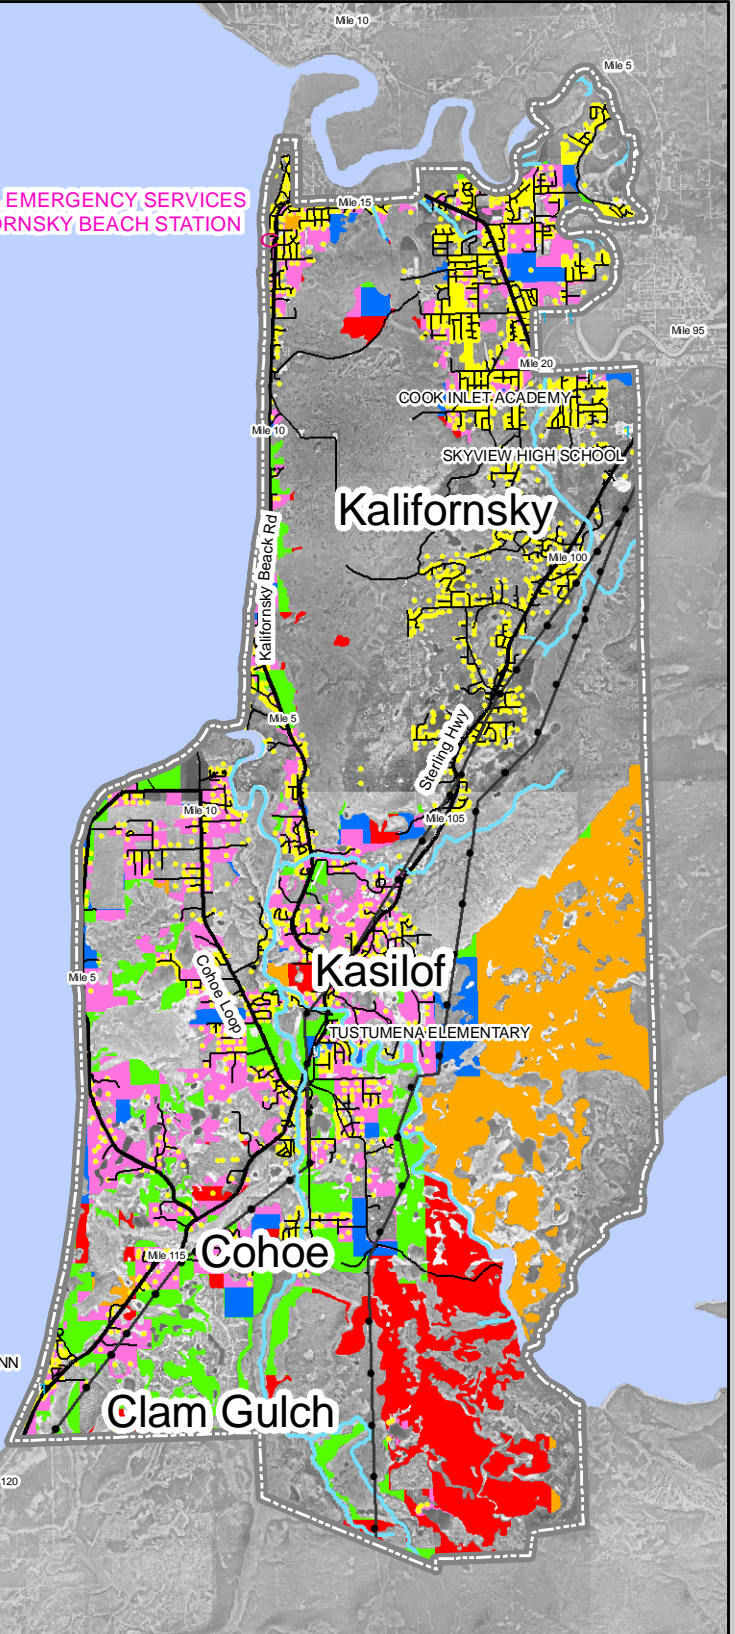 Mile 10
Mile 5
EMERGENCY SERVICES
ORNSKY BEACH STATION
Mile 15
Mile 95
Mile 20
COOK INLET ACADEMY
Mile 10
SKYVIEW HIGH SCHOOL
Kalifornsky
Mile 100
Kalifornsky Beack Rd
Mile 5
Sterling Hwy
Mile 10
Mile 105
Kasilof
Mile 5
Cohoe Loop
TUSTUMENA ELEMENTARY
Cohoe
Mile 115
NN
Clam Gulch
120